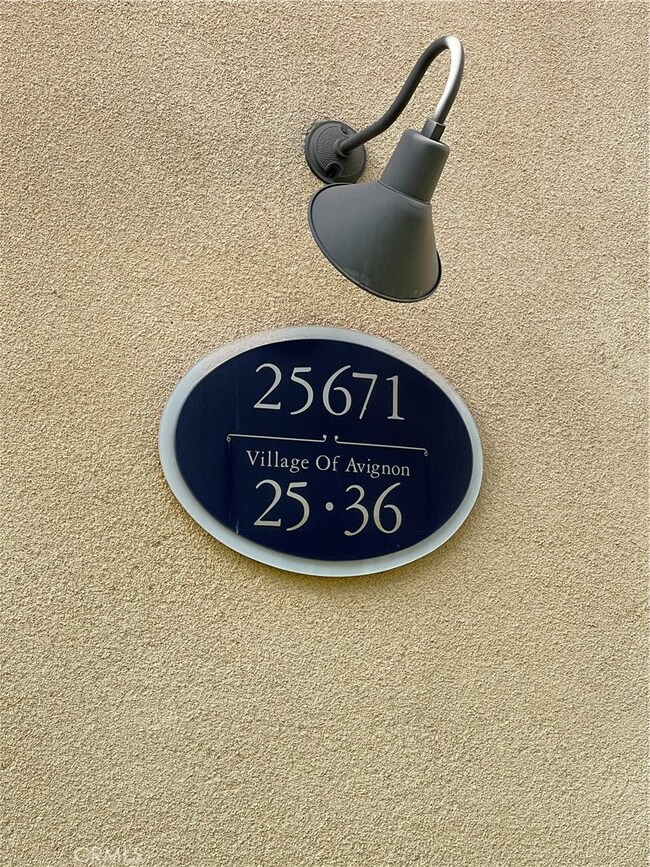 25671
Village Of Avignon
25 · 36
CRMLS